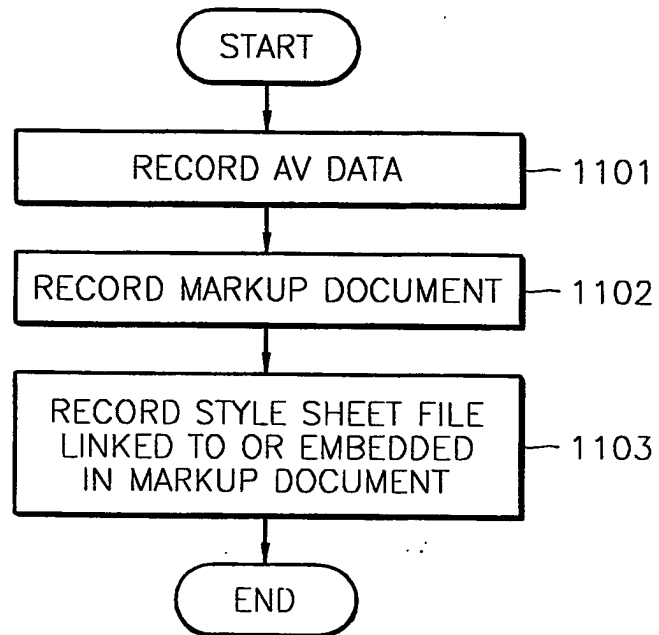 START
RECORD AV DATA
1101
RECORD MARKUP DOCUMENT
1102
RECORD STYLE SHEET FILE
LINKED TO OR EMBEDDED
IN MARKUP DOCUMENT
1103
END